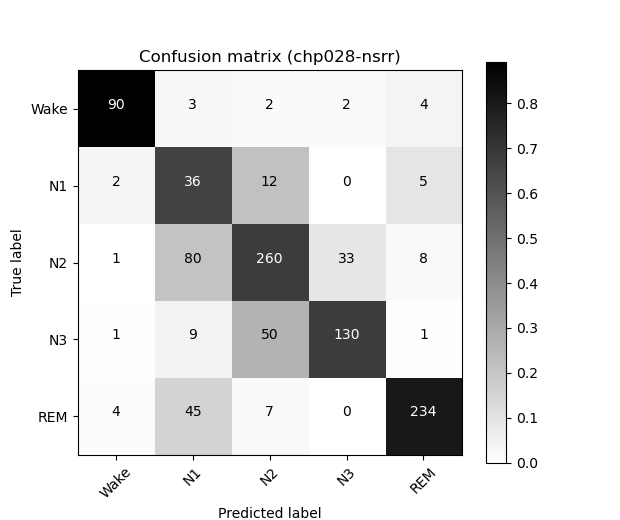 Confusion matrix (chp028-nsrr)
Wake 90 3 2 2 4
N1 2 36 12 0 5
N2 1 80 260 33 8
N3 1 9 50 130 1
REM 4 45 7 0 234
Wake N1 N2 N3 REM
Predicted label
True label
0.8
0.7
0.6
0.5
0.4
0.3
0.2
0.1
0.0